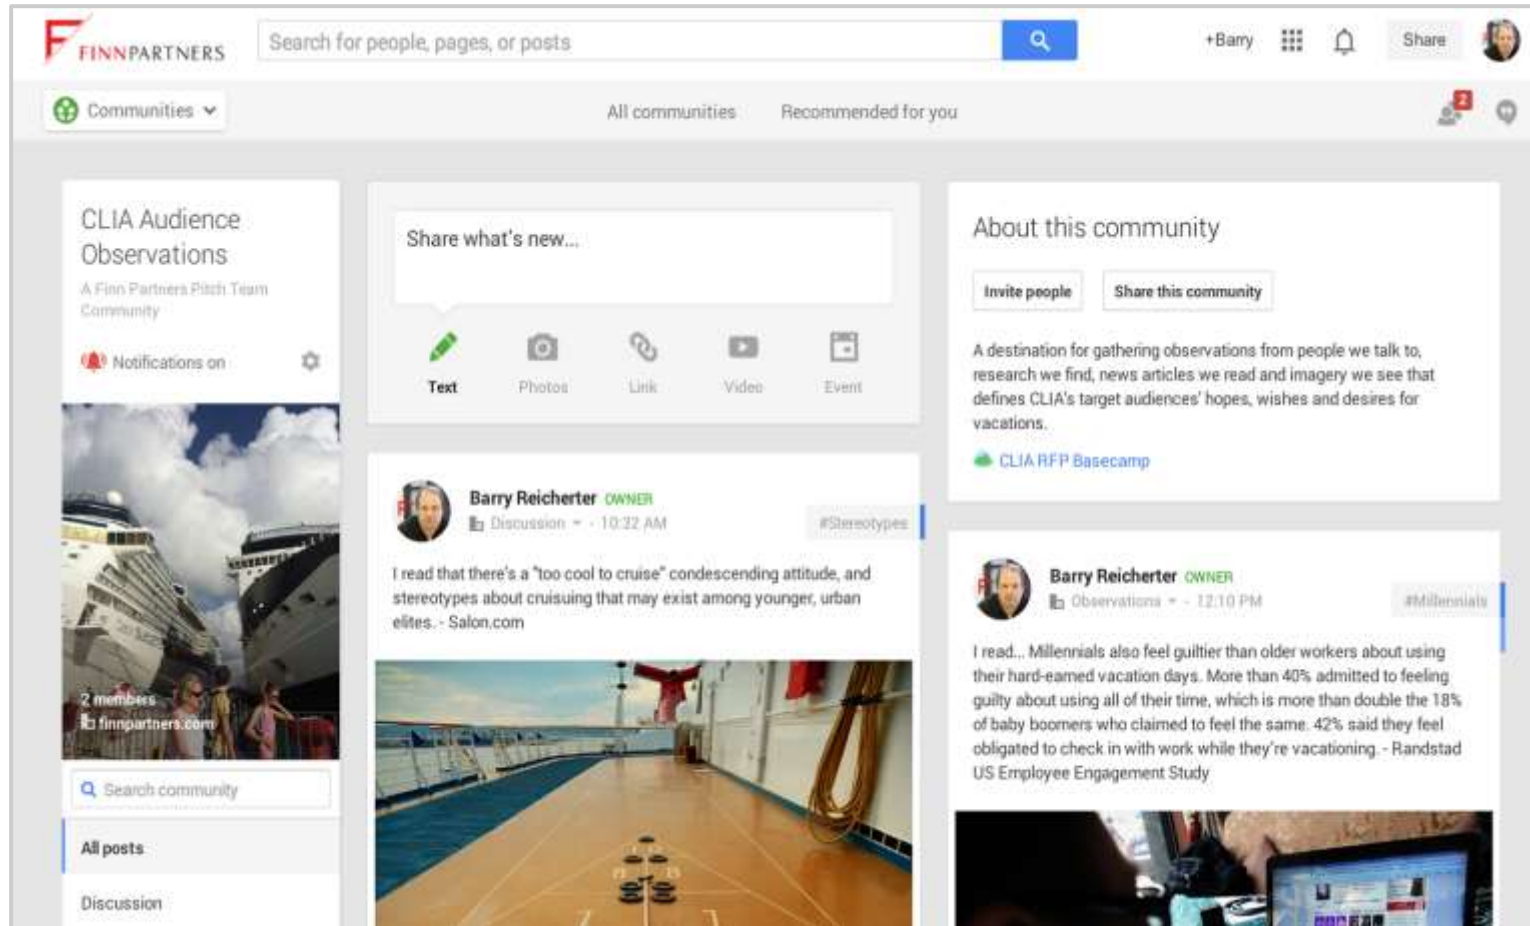 FINNPARTNERS
Search for people, pages, or posts
+Barry
Share
Communities
All communities
Recommended for you
2
CLIA Audience
Observations
A Finn Partners Pitch Team
Community
Notifications on
2 members
finnpartners.com
Search community
All posts
Discussion
Share what's new...
Text
Photos
Link
Video
Event
Barry Reicherter OWNER
Discussion - 10:32 AM
#Stereotypes
I read that there's a "too cool to cruise" condescending attitude, and
stereotypes about cruisuing that may exist among younger, urban
elites. - Salon.com
About this community
Invite people
Share this community
A destination for gathering observations from people we talk to,
research we find, news articles we read and imagery we see that
defines CLIA's target audiences' hopes, wishes and desires for
vacations.
CLIA RFP Basecamp
Barry Reicherter OWNER
Observations - 12:10 PM
#Millennials
I read... Millennials also feel guiltier than older workers about using
their hard-earned vacation days. More than 40% admitted to feeling
guilty about using all of their time, which is more than double the 18%
of baby boomers who claimed to feel the same. 42% said they feel
obligated to check in with work while they're vacationing. - Randstad
US Employee Engagement Study